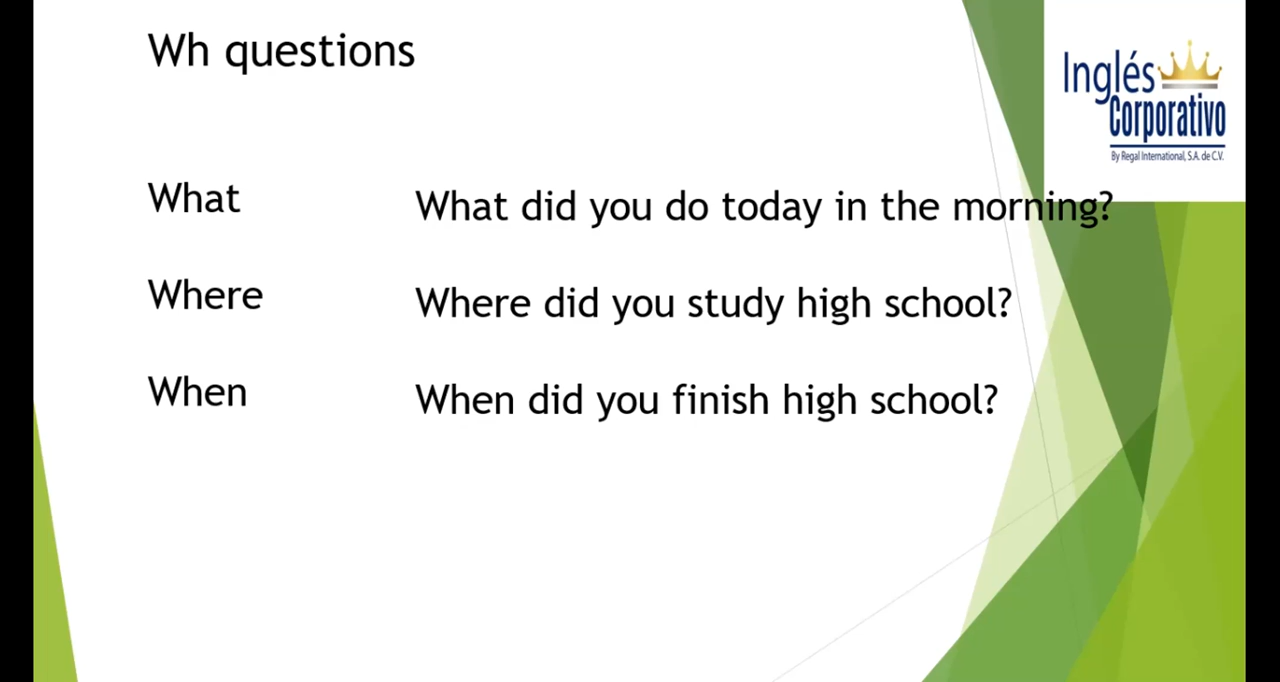 Wh questions
Inglés
Corporativo
By Regal International, S.A. de C.V.
What What did you do today in the morning?
Where Where did you study high school?
When When did you finish high school?